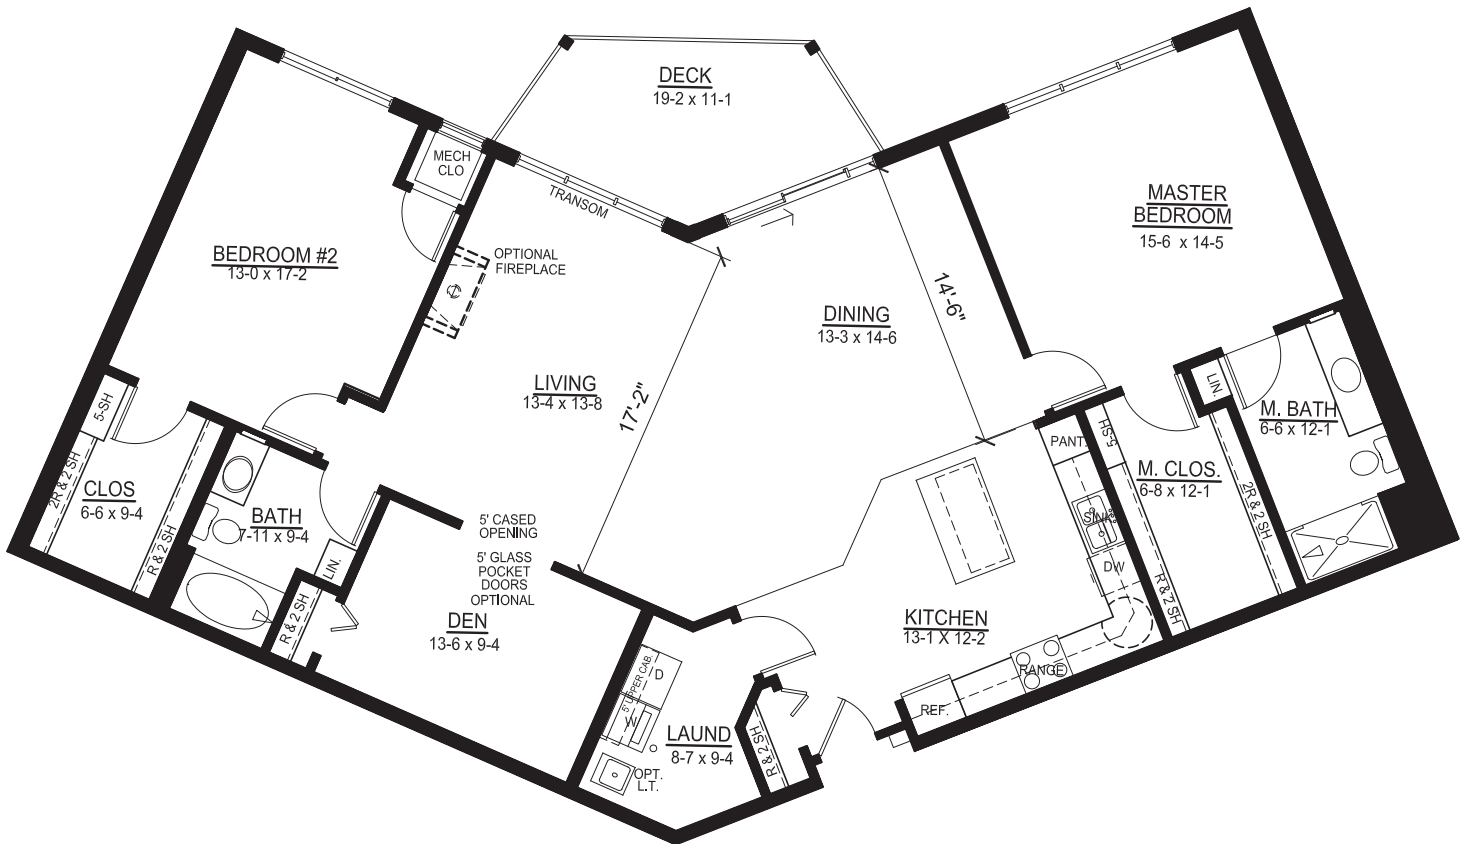 DECK
19-2 x 11-1
MECH
CLO
TRANSOM
MASTER
BEDROOM
15-6 x 14-5
BEDROOM #2
13-0 x 17-2
OPTIONAL
FIREPLACE
14'-6"
DINING
13-3 x 14-6
LIVING
13-4 x 13-8
17'-2"
5-SH
LIN.
M. BATH
6-6 x 12-1
PANT.
5-SH
M. CLOS.
6-8 x 12-1
2R & 2 SH
CLOS
6-6 x 9-4
2R & 2 SH
R & 2 SH
BATH
7-11 x 9-4
LIN.
5' CASED
OPENING
5' GLASS
POCKET
DOORS
OPTIONAL
SINK
DW
R & 2 SH
R & 2 SH
DEN
13-6 x 9-4
KITCHEN
13-1 X 12-2
RANGE
REF.
5' UPPER CAB.
D
W
LAUND
8-7 x 9-4
R & 2 SH
OPT.
L.T.